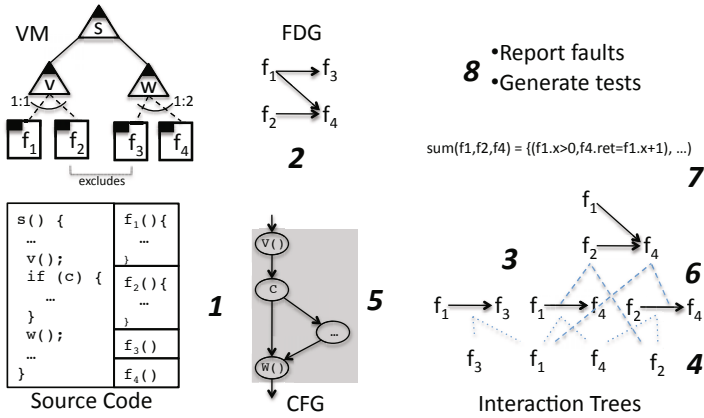 VM
S
V
W
1:1
1:2
f1
f2
f3
f4
excludes
FDG
f1
f3
f2
f4
2
8
•Report faults
•Generate tests
sum(f1,f2,f4) = {(f1.x>0,f4.ret=f1.x+1), …)
7
s() {
…
v();
if (c) {
…
}
w();
…
}
f1(){
…
}
f2(){
…
}
f3()
f4()
Source Code
1
V()
C
…
W()
CFG
5
f1
f2
f4
3
6
f1
f3
f1
f4
f2
f4
f3
f1
f4
f2
4
Interaction Trees